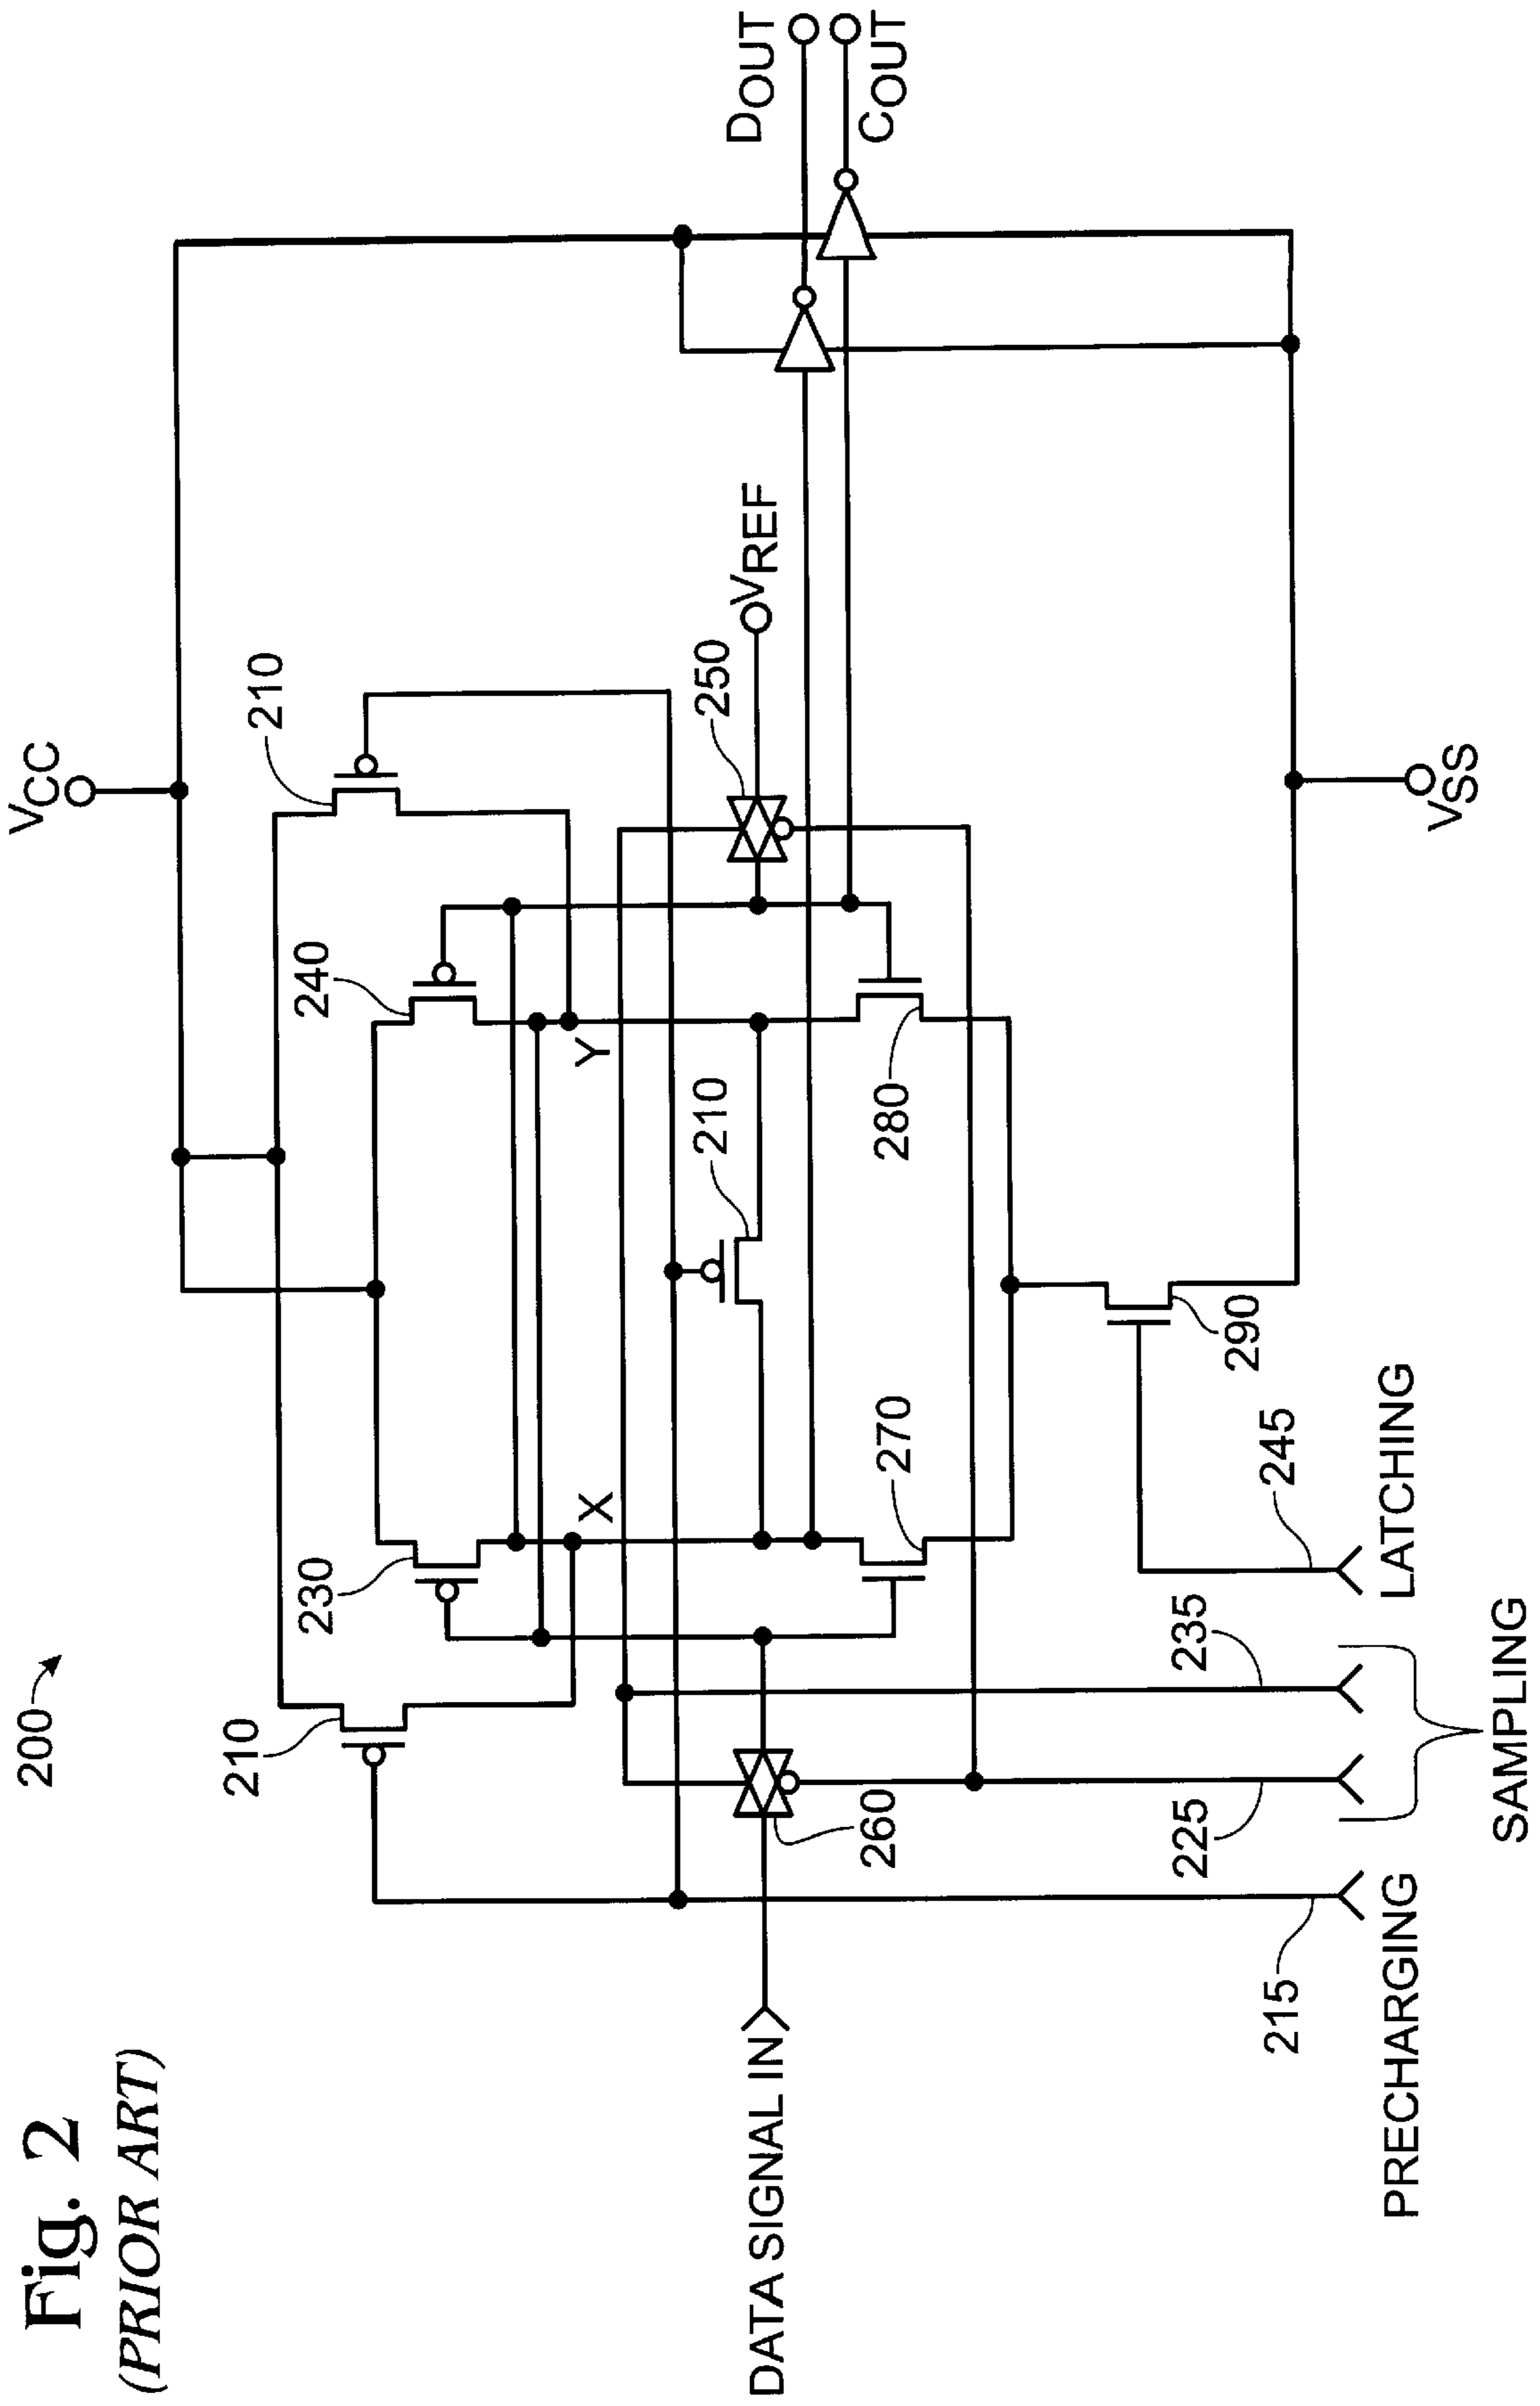 Fig. 2
(PRIOR ART)
200
VCC
210
230
240
210
X
Y
210
DATA SIGNAL IN
260
250
VREF
DOUT
COUT
270
280
290
VSS
215
225
235
245
PRECHARGING
SAMPLING
LATCHING